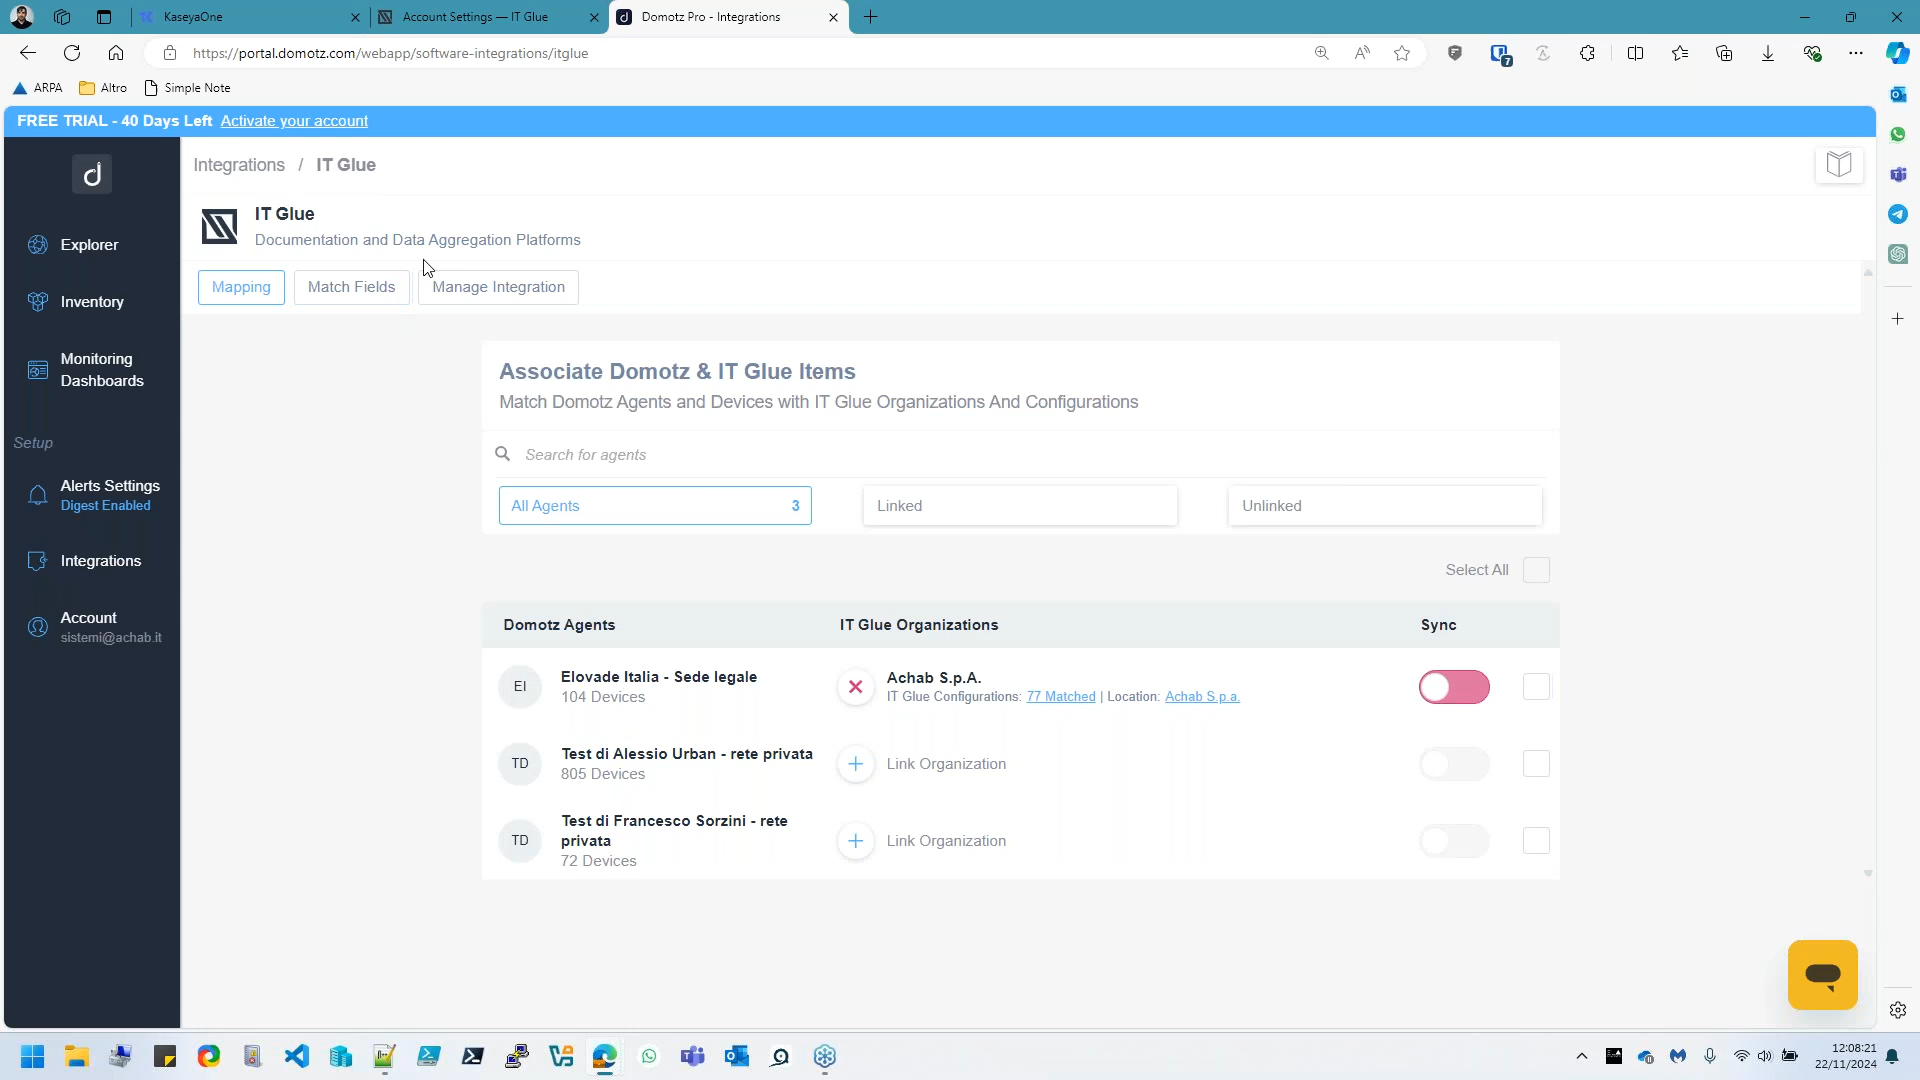 KaseyaOne
Account Settings — IT Glue
Domotz Pro - Integrations
https://portal.domotz.com/webapp/software-integrations/itglue
7
ARPA
Altro
Simple Note
FREE TRIAL - 40 Days Left Activate your account
Integrations / IT Glue
IT Glue
Documentation and Data Aggregation Platforms
Mapping
Match Fields
Manage Integration
Explorer
Inventory
Monitoring
Dashboards
Setup
Alerts Settings
Digest Enabled
Integrations
Account
sistemi@achab.it
Associate Domotz & IT Glue Items
Match Domotz Agents and Devices with IT Glue Organizations And Configurations
Search for agents
All Agents 3
Linked
Unlinked
Select All
Domotz Agents
IT Glue Organizations
Sync
EI
Elovade Italia - Sede legale
104 Devices
Achab S.p.A.
IT Glue Configurations: 77 Matched | Location: Achab S.p.a.
TD
Test di Alessio Urban - rete privata
805 Devices
Link Organization
TD
Test di Francesco Sorzini - rete
privata
72 Devices
Link Organization
12:08:21
22/11/2024